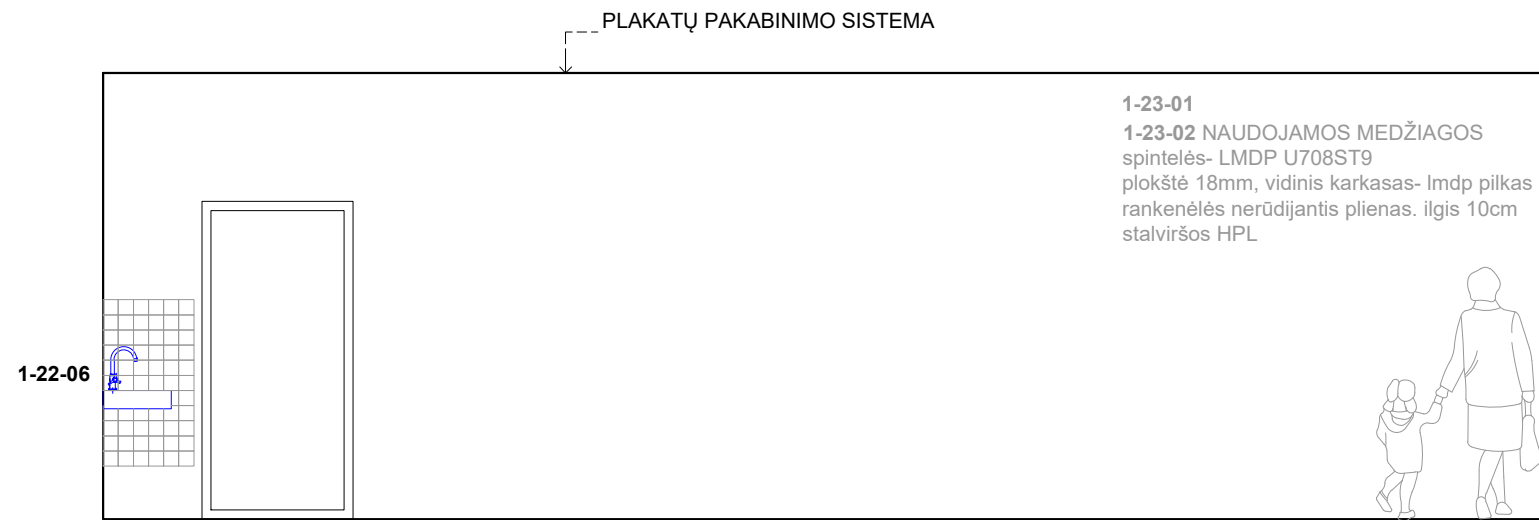 PLAKATŲ PAKABINIMO SISTEMA
1-23-01
1-23-02 NAUDOJAMOS MEDŽIAGOS
spintelės- LMDP U708ST9
plokštė 18mm, vidinis karkasas- lmdp pilkas
rankenėlės nerūdijantis plienas. ilgis 10cm
stalviršos HPL
1-22-06